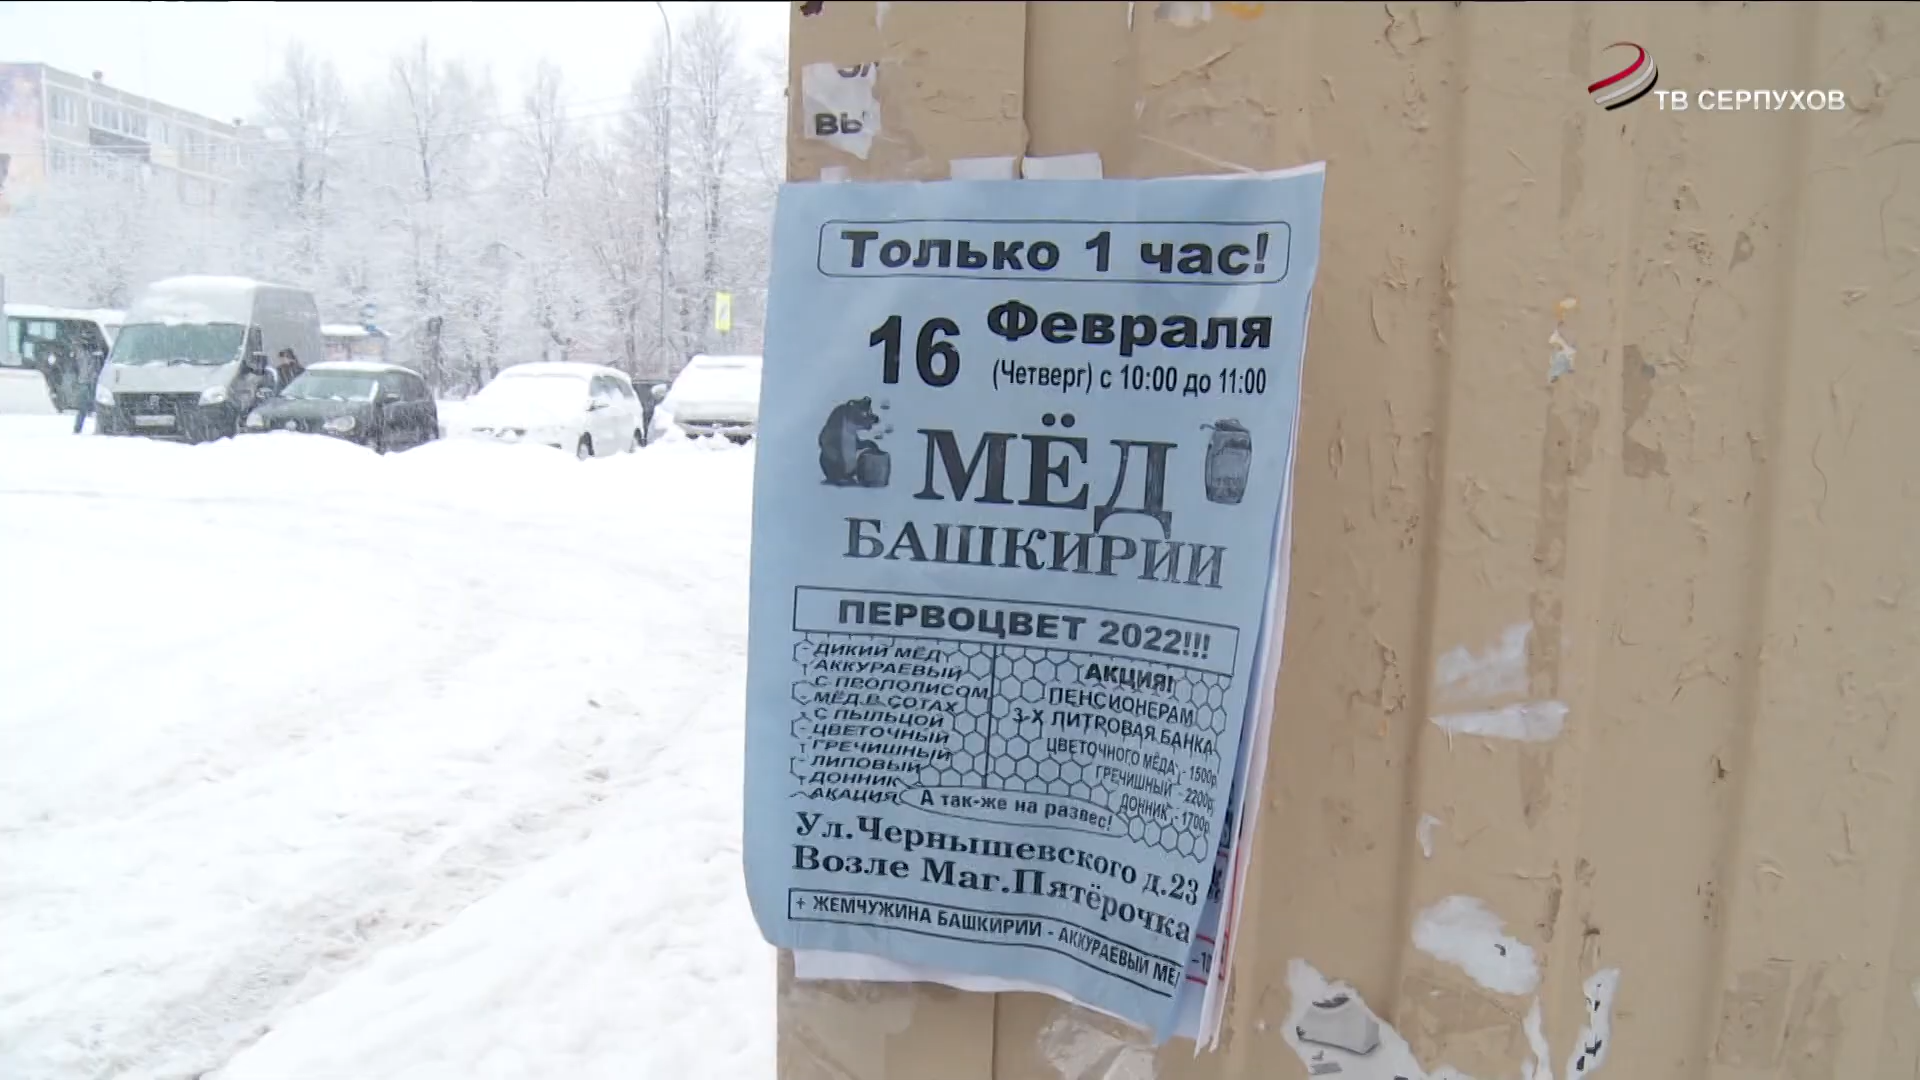 ТВ СЕРПУХОВ
ВЫ
Только 1 час!
16 Февраля
(Четверг) с 10:00 до 11:00
МЁД
БАШКИРИИ
ПЕРВОЦВЕТ 2022!!!
- ДИКИЙ МЁД
- АККУРАЕВЫЙ
- С ПРОПОЛИСОМ
- МЁД В СОТАХ
- С ПЫЛЬЦОЙ
- ЦВЕТОЧНЫЙ
- ГРЕЧИШНЫЙ
- ЛИПОВЫЙ
- ДОННИК
- АКАЦИЯ
АКЦИЯ!
ПЕНСИОНЕРАМ
3-Х ЛИТРОВАЯ БАНКА
ЦВЕТОЧНОГО МЁДА - 1500р
ГРЕЧИШНЫЙ - 2200р
ДОННИК - 1700р
А так-же на развес!
Ул.Чернышевского д.23
Возле Маг.Пятёрочка
+ ЖЕМЧУЖИНА БАШКИРИИ - АККУРАЕВЫЙ МЁД